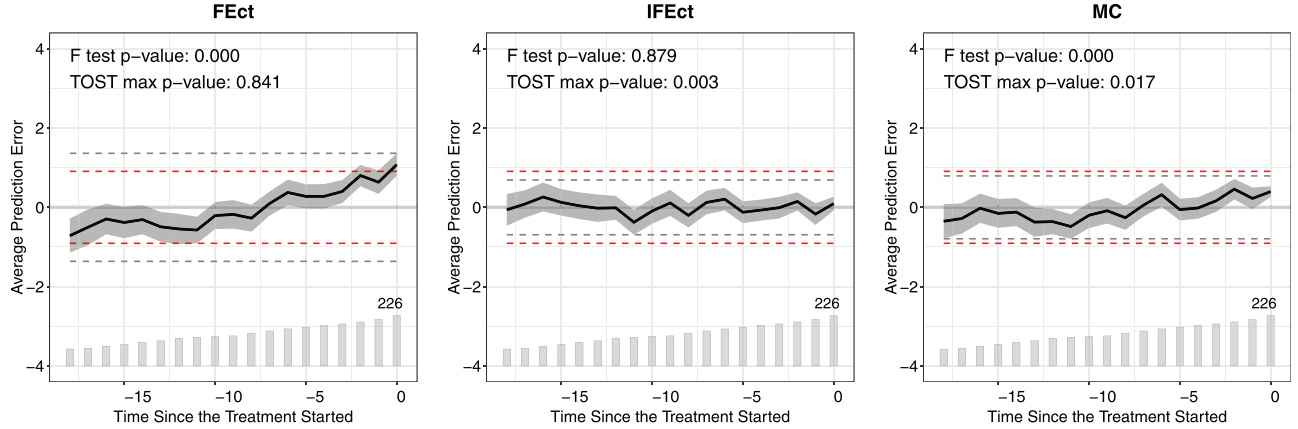 FEct
F test p−value: 0.000
TOST max p−value: 0.841
Average Prediction Error
4
2
0
−2
−4
226
−15
−10
−5
0
Time Since the Treatment Started
IFEct
F test p−value: 0.879
TOST max p−value: 0.003
Average Prediction Error
4
2
0
−2
−4
226
−15
−10
−5
0
Time Since the Treatment Started
MC
F test p−value: 0.000
TOST max p−value: 0.017
Average Prediction Error
4
2
0
−2
−4
226
−15
−10
−5
0
Time Since the Treatment Started